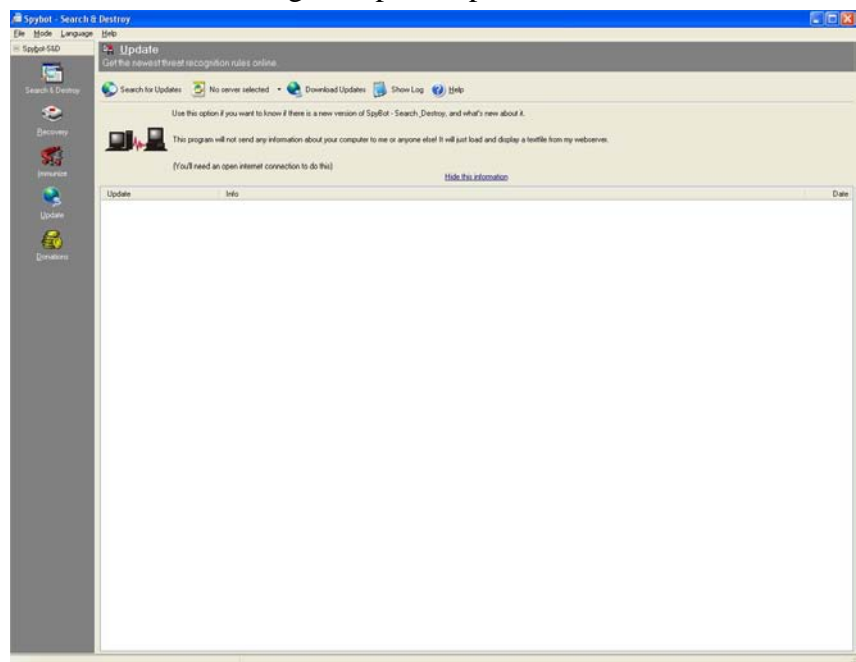 Spybot - Search & Destroy
File Mode Language Help
Spybot-S&D
Update
Get the newest threat recognition rules online
Search & Destroy
Recovery
Immunize
Update
Donations
Search for Updates No server selected Download Updates Show Log Help
Use this option if you want to know if there is a new version of SpyBot - Search_Destroy, and what's new about it.
This program will not send any information about your computer to me or anyone else! It will just load and display a textfile from my webserver.
(You'll need an open internet connection to do this)
Hide this information
Update Info Date